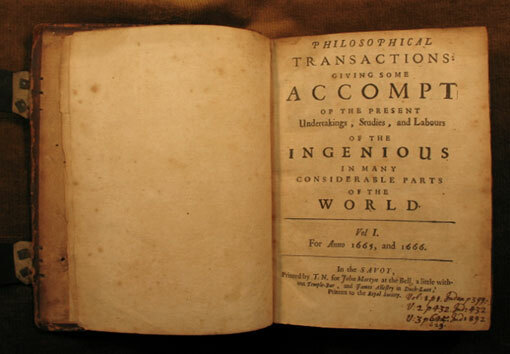 PHILOSOPHICAL
TRANSACTIONS:
GIVING SOME
ACCOMPT
OF THE PRESENT
Undertakings, Studies, and Labours
OF THE
INGENIOUS
IN MANY
CONSIDERABLE PARTS
OF THE
WORLD.
Vol I.
For Anno 1665, and 1666.
In the SAVOY,
Printed by T. N. for John Martyn at the Bell, a little with-
out Temple-Bar, and James Allestry in Duck-Lane,
Printers to the Royal Society.